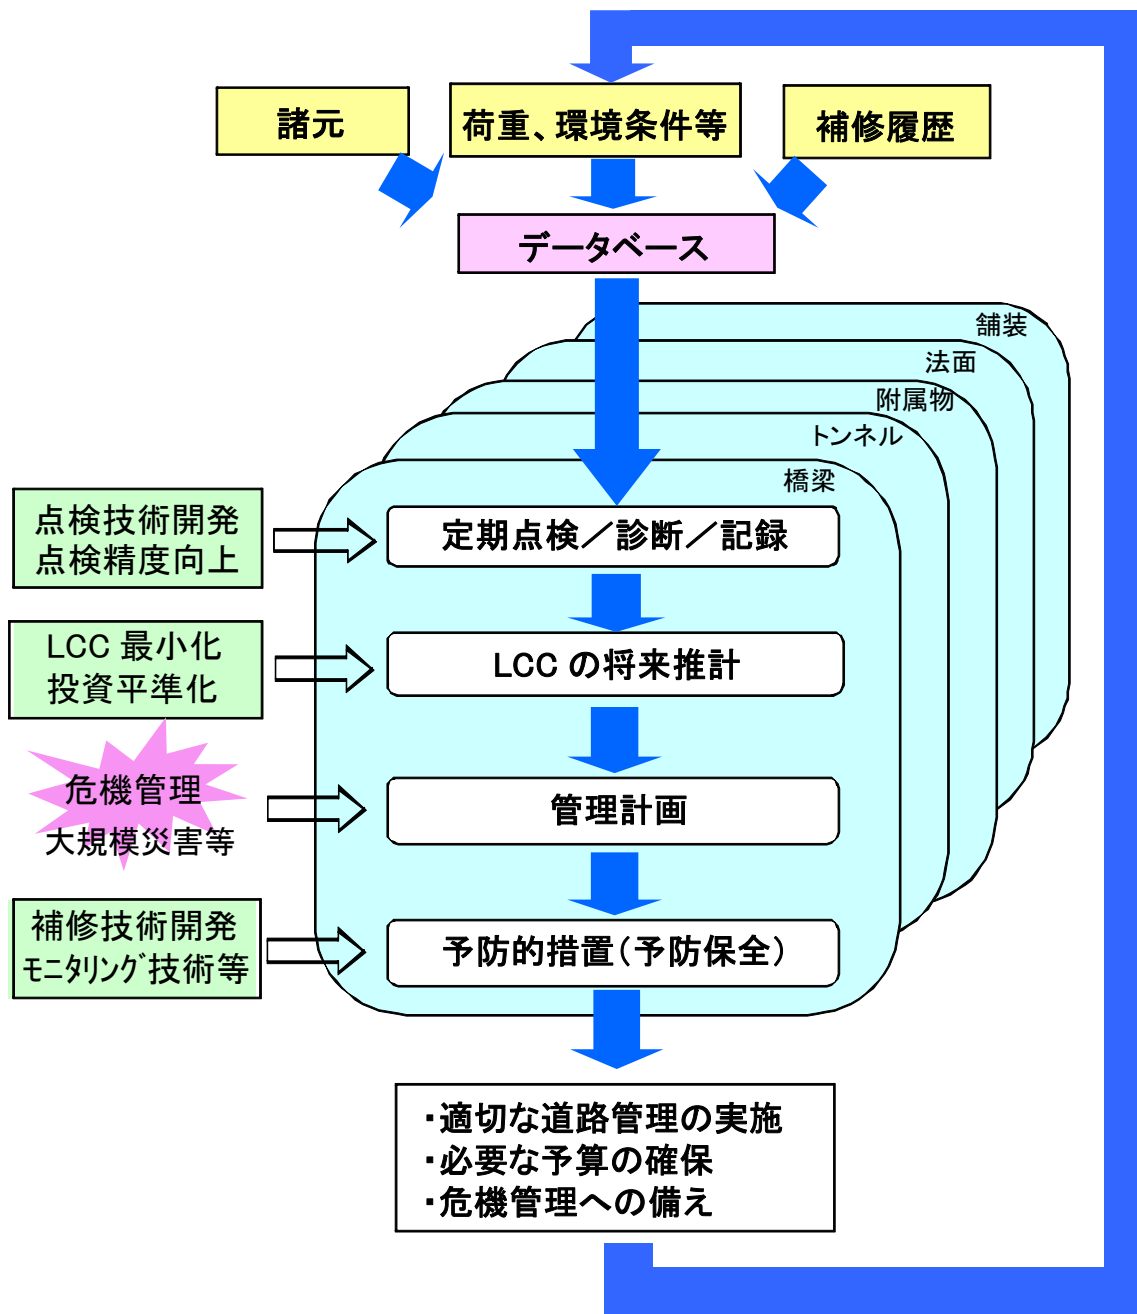 諸元
荷重、環境条件等
補修履歴
データベース
舗装
法面
附属物
トンネル
橋梁
点検技術開発
点検精度向上
定期点検／診断／記録
LCC 最小化
投資平準化
LCC の将来推計
危機管理
大規模災害等
管理計画
補修技術開発
ﾓﾆﾀﾘﾝｸﾞ技術等
予防的措置（予防保全）
・適切な道路管理の実施
・必要な予算の確保
・危機管理への備え